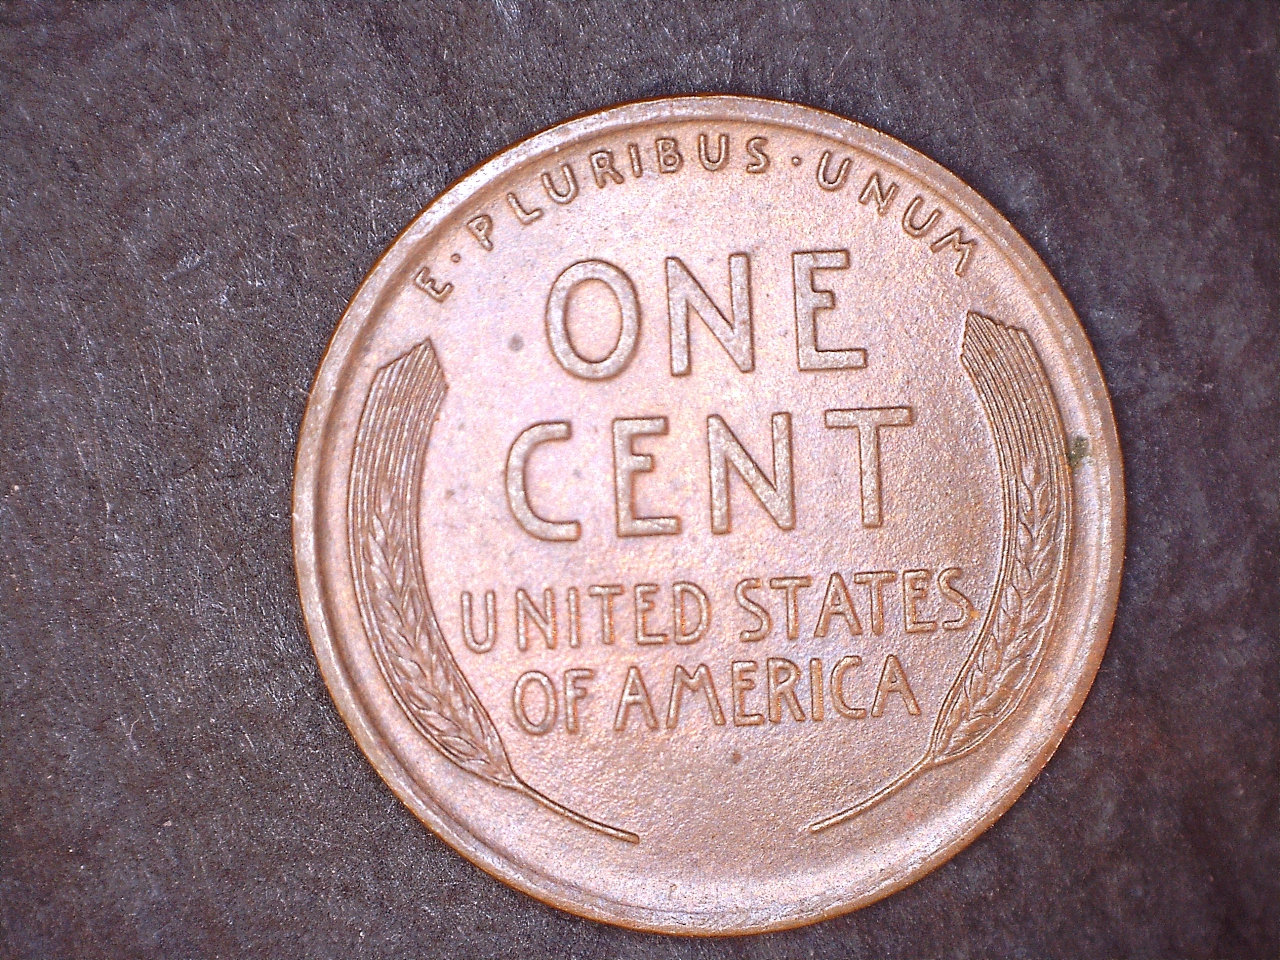 E · PLURIBUS · UNUM
ONE
CENT
UNITED STATES
OF AMERICA